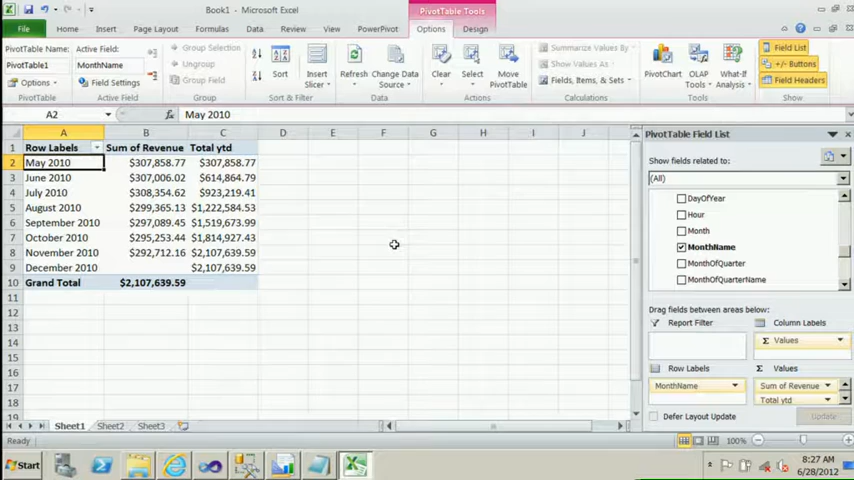 Book1 - Microsoft Excel
PivotTable Tools
File Home Insert Page Layout Formulas Data Review View PowerPivot Options Design
PivotTable Name: Active Field:
PivotTable1 MonthName
Options Field Settings
PivotTable Active Field
Group Selection
Ungroup
Group Field
Group
Sort Insert Slicer
Sort & Filter
Refresh Change Data Source
Data
Clear Select Move PivotTable
Actions
Summarize Values By
Show Values As
Fields, Items, & Sets
Calculations
PivotChart OLAP Tools What-If Analysis
Tools
Field List
+/- Buttons
Field Headers
Show
A2 fx May 2010
A B C D E F G H I J
1 Row Labels Sum of Revenue Total ytd
2 May 2010 $307,858.77 $307,858.77
3 June 2010 $307,006.02 $614,864.79
4 July 2010 $308,354.62 $923,219.41
5 August 2010 $299,365.13 $1,222,584.53
6 September 2010 $297,089.45 $1,519,673.99
7 October 2010 $295,253.44 $1,814,927.43
8 November 2010 $292,712.16 $2,107,639.59
9 December 2010 $2,107,639.59
10 Grand Total $2,107,639.59
11
12
13
14
15
16
17
18
19
PivotTable Field List
Show fields related to:
(All)
DayOfYear
Hour
Month
MonthName
MonthOfQuarter
MonthOfQuarterName
Drag fields between areas below:
Report Filter Column Labels
Σ Values
Row Labels Σ Values
MonthName Sum of Revenue
Total ytd
Defer Layout Update Update
Sheet1 Sheet2 Sheet3
Ready 100%
Start
8:27 AM
6/28/2012